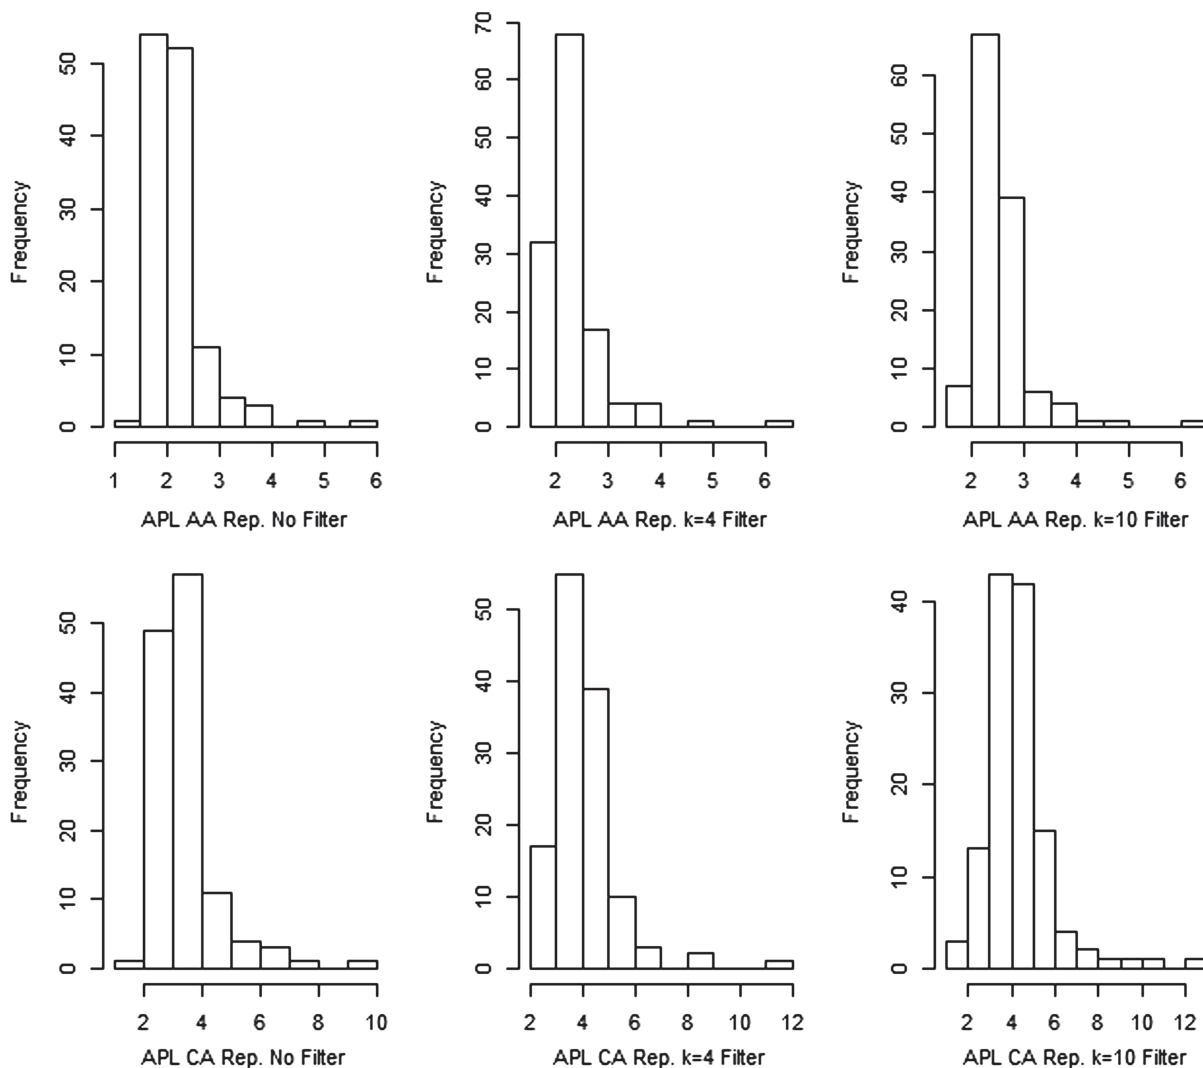 Frequency
50
40
30
20
10
0
1 2 3 4 5 6
APL AA Rep. No Filter
Frequency
70
60
50
40
30
20
10
0
2 3 4 5 6
APL AA Rep. k=4 Filter
Frequency
60
50
40
30
20
10
0
2 3 4 5 6
APL AA Rep. k=10 Filter
Frequency
50
40
30
20
10
0
2 4 6 8 10
APL CA Rep. No Filter
Frequency
50
40
30
20
10
0
2 4 6 8 10 12
APL CA Rep. k=4 Filter
Frequency
40
30
20
10
0
2 4 6 8 10 12
APL CA Rep. k=10 Filter